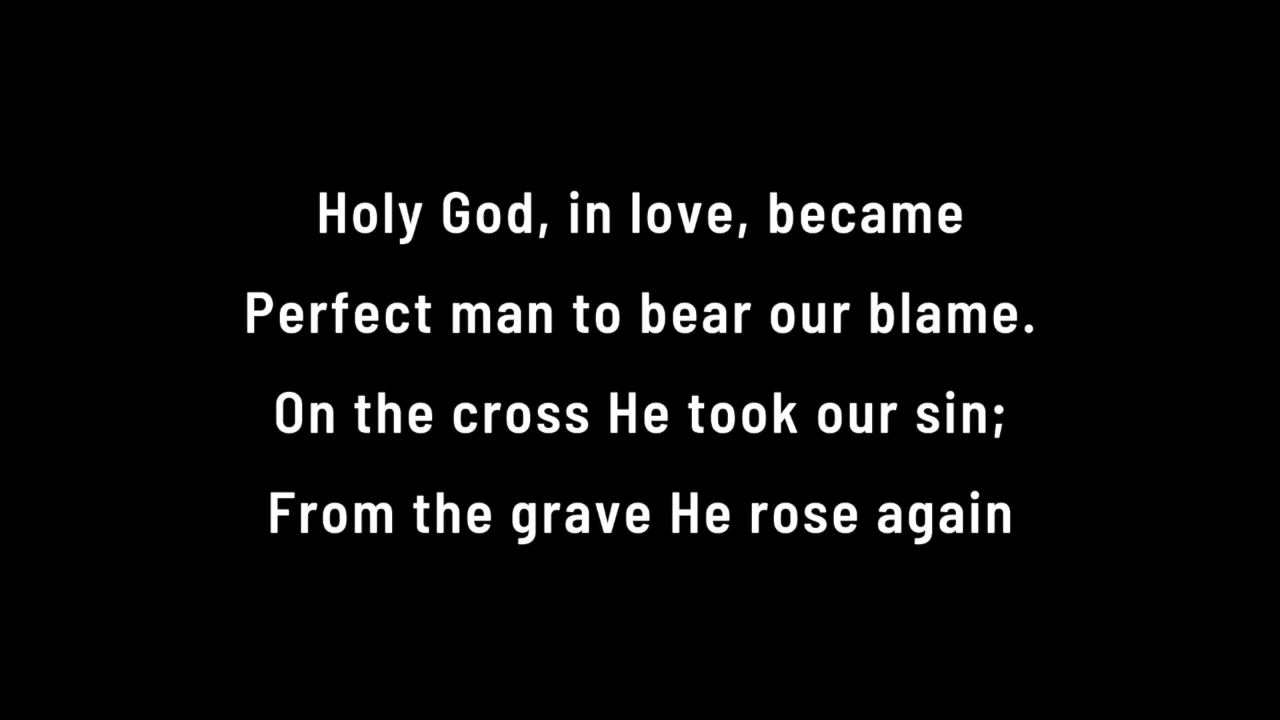 Holy God, in love, became
Perfect man to bear our blame.
On the cross He took our sin;
From the grave He rose again